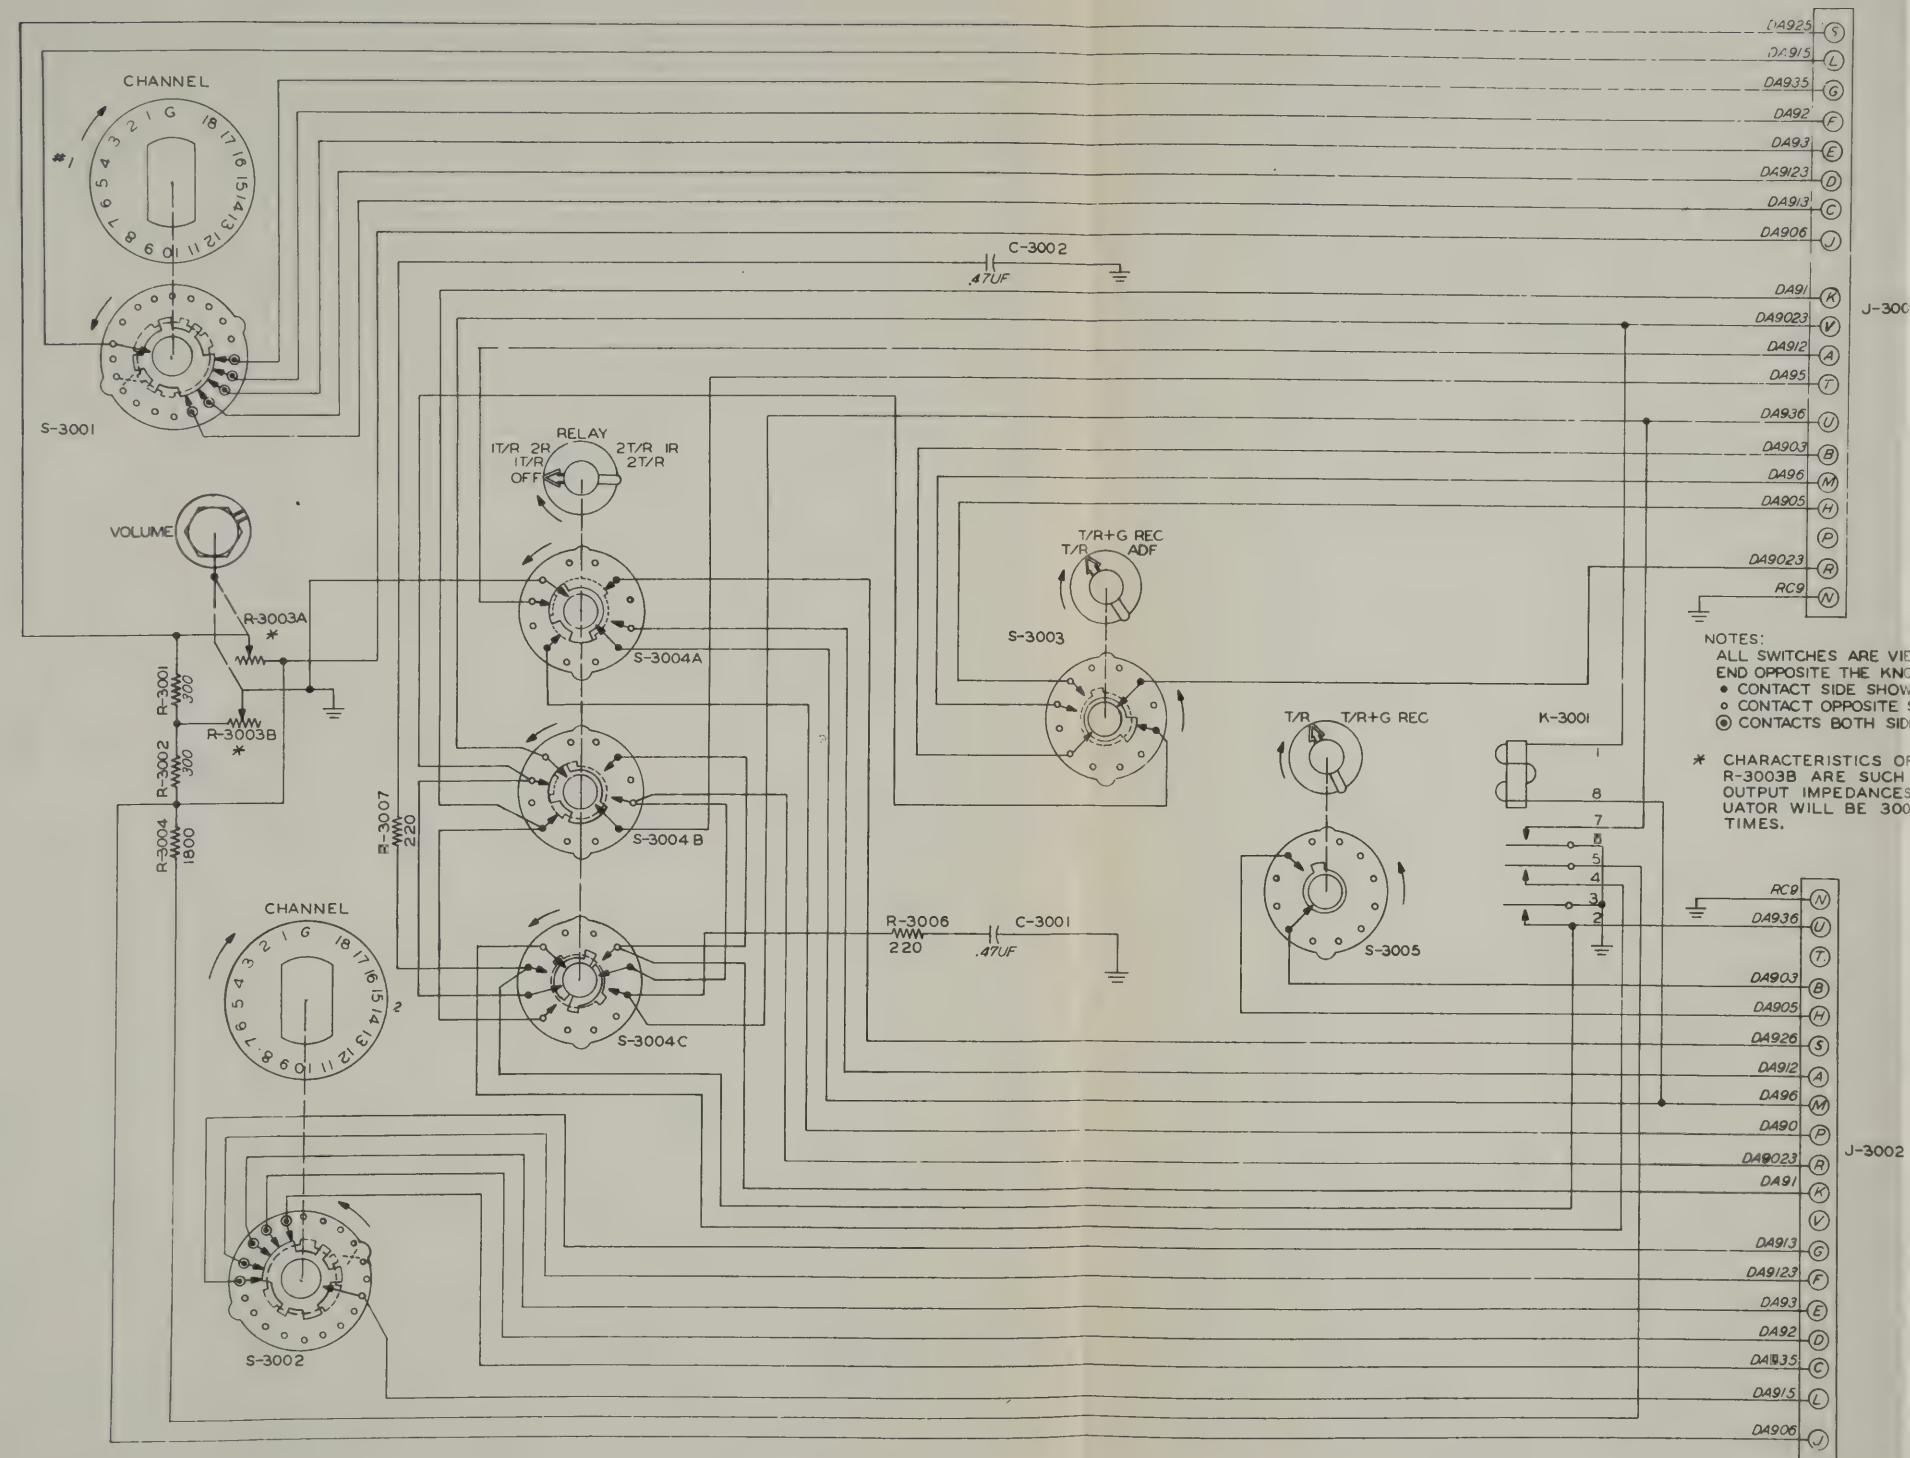 CHANNEL
G 18 17 16 15 14 13 12 11 10 9 8 7 6 5 4 3 2 1
#1
S-3001
VOLUME
R-3003A
*
R-3001
300
R-3003B
*
R-3002
300
R-3004
1800
R-3007
220
C-3002
.47UF
RELAY
1T/R 2R
2T/R 1R
1T/R
2T/R
OFF
S-3004A
S-3004B
S-3004C
R-3006
220
C-3001
.47UF
T/R+G REC
T/R
ADF
S-3003
T/R
T/R+G REC
S-3005
K-3001
1
8
7
5
4
3
2
CHANNEL
G 18 17 16 15 14 13 12 11 10 9 8 7 6 5 4 3 2 1
2
S-3002
DA925 S
DA915 L
DA935 G
DA92 F
DA93 E
DA9123 D
DA913 C
DA906 J
DA91 K
DA9023 V
DA912 A
DA95 T
DA936 U
DA903 B
DA96 M
DA905 H
P
DA9023 R
RC9 N
J-300
NOTES:
ALL SWITCHES ARE VIE
END OPPOSITE THE KNO
CONTACT SIDE SHOW
CONTACT OPPOSITE S
CONTACTS BOTH SID
* CHARACTERISTICS OF
R-3003B ARE SUCH
OUTPUT IMPEDANCES
UATOR WILL BE 300
TIMES.
RC9 N
DA936 U
T
DA903 B
DA905 H
DA926 S
DA912 A
DA96 M
DA90 P
DA9023 R
DA91 K
V
DA913 G
DA9123 F
DA93 E
DA92 D
C
DA915 L
DA906 J
J-3002